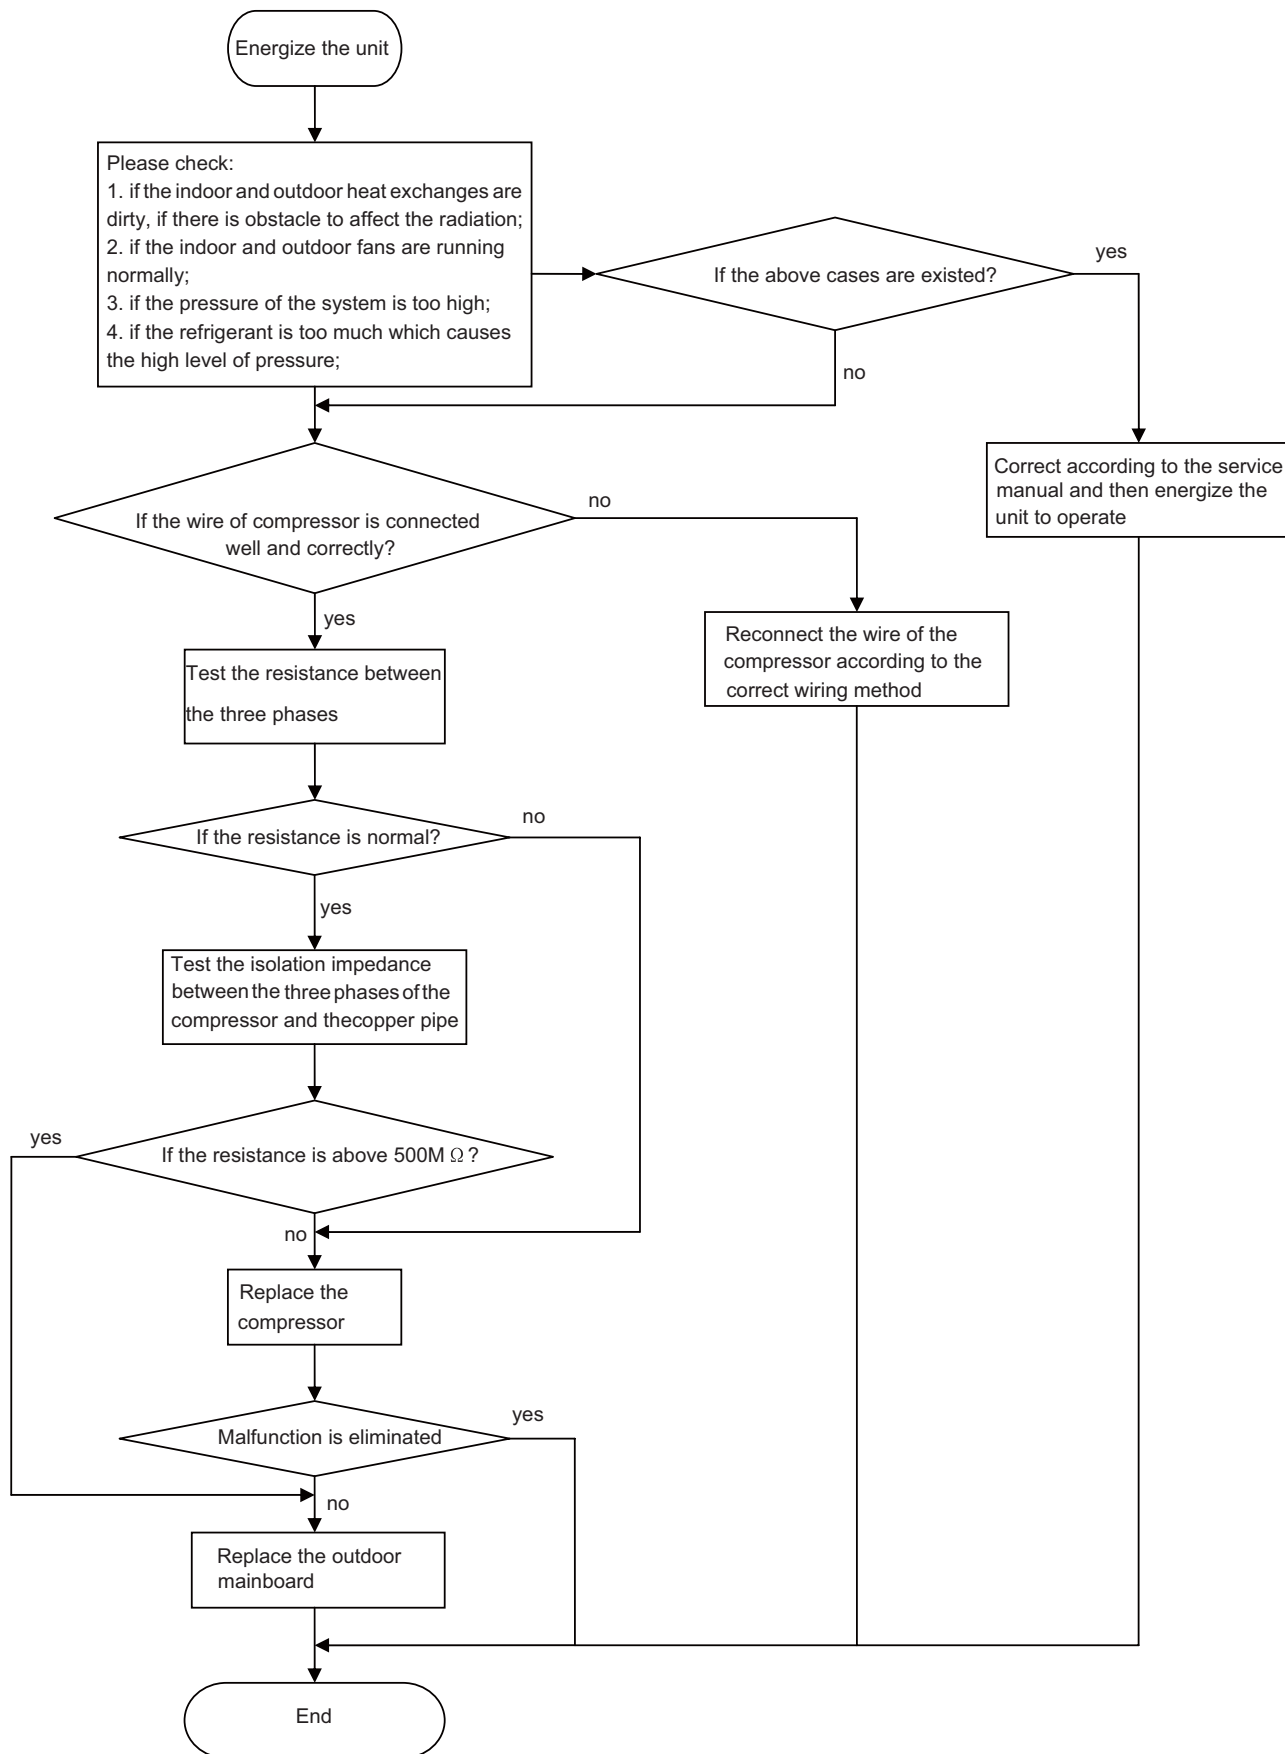 Energize the unit
Please check:
1. if the indoor and outdoor heat exchanges are
dirty, if there is obstacle to affect the radiation;
2. if the indoor and outdoor fans are running
normally;
3. if the pressure of the system is too high;
4. if the refrigerant is too much which causes
the high level of pressure;
If the above cases are existed?
yes
no
Correct according to the service
manual and then energize the
unit to operate
If the wire of compressor is connected
well and correctly?
no
yes
Reconnect the wire of the
compressor according to the
correct wiring method
Test the resistance between
the three phases
If the resistance is normal?
no
yes
Test the isolation impedance
between the three phases of the
compressor and thecopper pipe
If the resistance is above 500M Ω ?
yes
no
Replace the
compressor
Malfunction is eliminated
yes
no
Replace the outdoor
mainboard
End